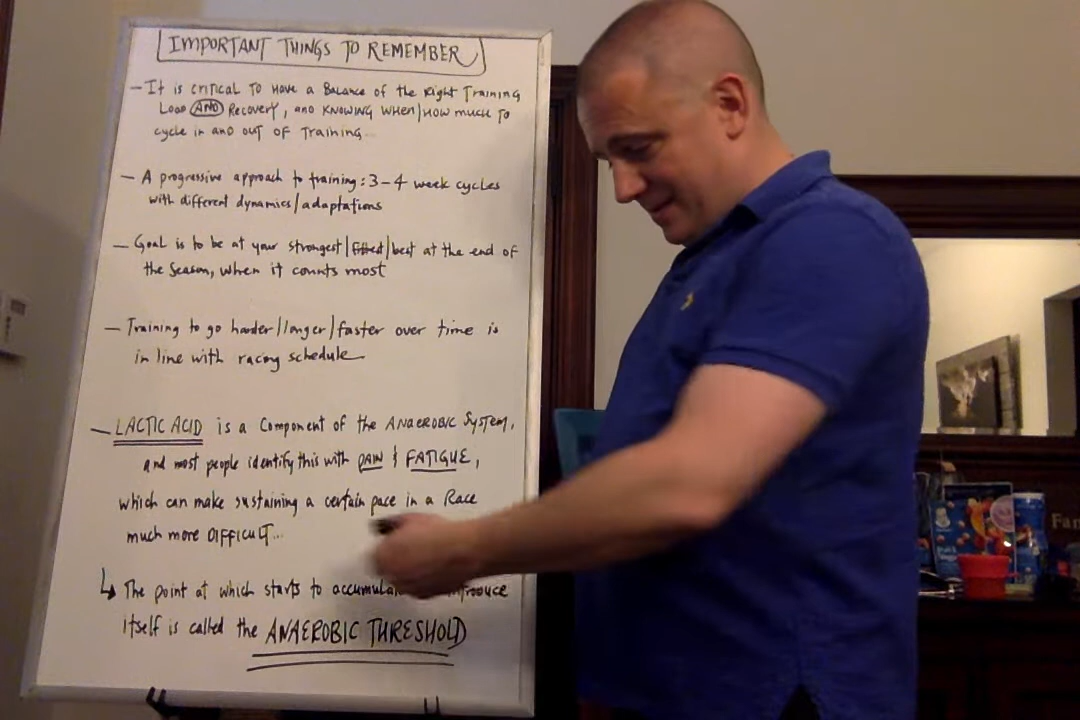 IMPORTANT THINGS TO REMEMBER
- It is critical to have a Balance of the Right Training
Load AND Recovery, and knowing when/how much to
cycle in and out of training...
- A progressive approach to training: 3-4 week cycles
with different dynamics/adaptations
- Goal is to be at your strongest/fittest/best at the end of
the season, when it counts most
- Training to go harder/longer/faster over time is
in line with racing schedule
- LACTIC ACID is a component of the ANAEROBIC System,
and most people identify this with PAIN & FATIGUE,
which can make sustaining a certain pace in a Race
much more DIFFICULT...
↳ The point at which starts to
itself is called the ANAEROBIC THRESHOLD
Fam